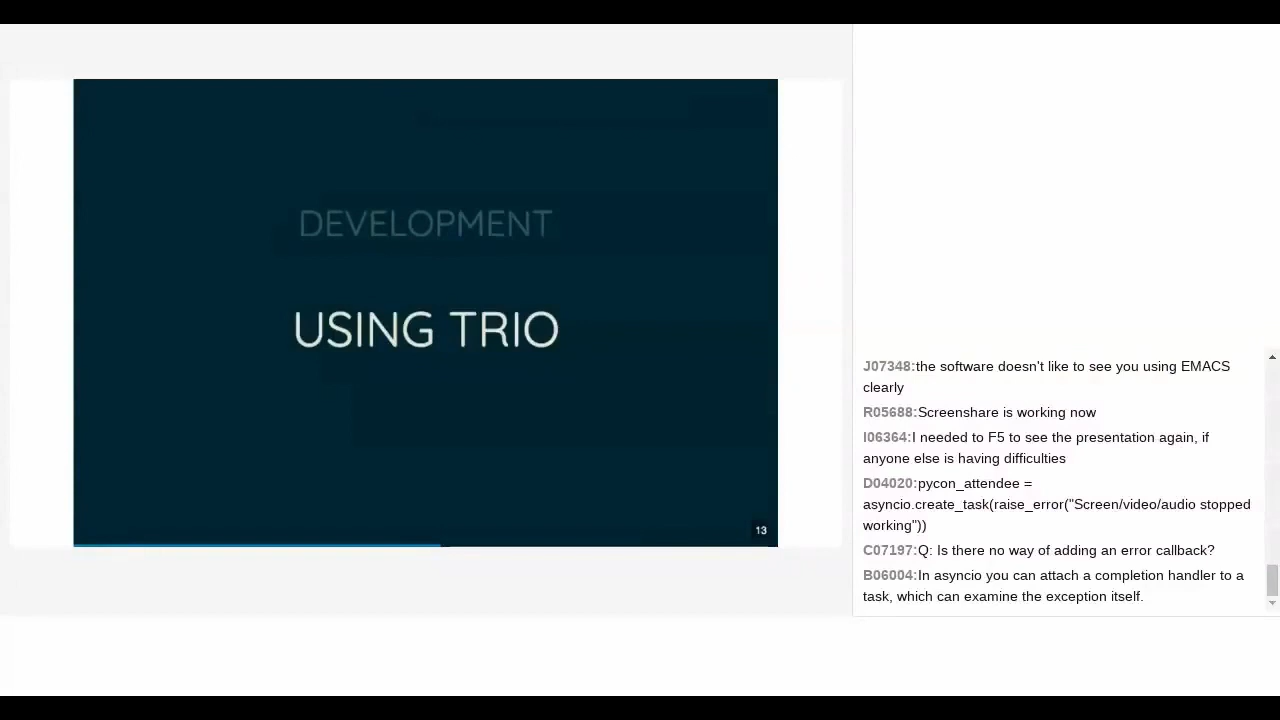 DEVELOPMENT
USING TRIO
13
J07348:the software doesn't like to see you using EMACS
clearly
R05688:Screenshare is working now
I06364:I needed to F5 to see the presentation again, if
anyone else is having difficulties
D04020:pycon_attendee =
asyncio.create_task(raise_error("Screen/video/audio stopped
working"))
C07197:Q: Is there no way of adding an error callback?
B06004:In asyncio you can attach a completion handler to a
task, which can examine the exception itself.